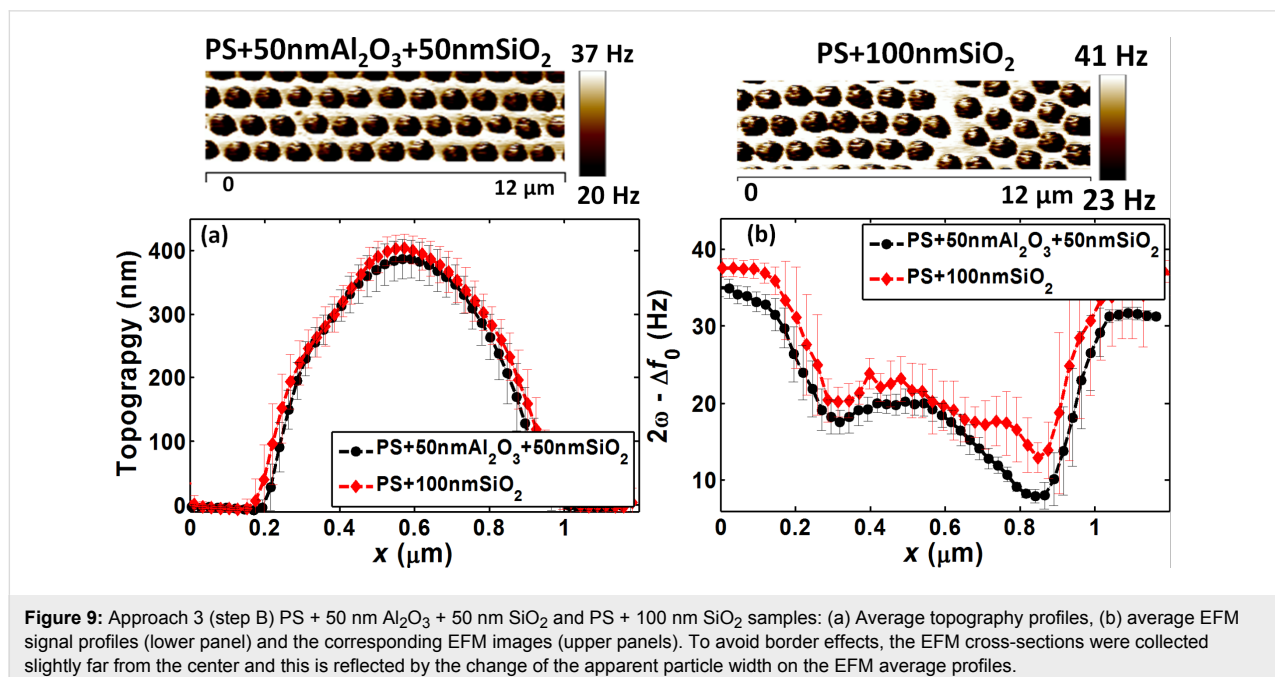 PS+50nmAl₂O₃+50nmSiO₂
37 Hz
0
12 μm
20 Hz
PS+100nmSiO₂
41 Hz
0
12 μm
23 Hz
(a)
Topograpgy (nm)
400
300
200
100
0
PS+50nmAl₂O₃+50nmSiO₂
PS+100nmSiO₂
0 0.2 0.4 0.6 0.8 1
x (μm)
(b)
2ω - Δf₀ (Hz)
40
30
20
10
PS+50nmAl₂O₃+50nmSiO₂
PS+100nmSiO₂
0 0.2 0.4 0.6 0.8 1
x (μm)
Figure 9: Approach 3 (step B) PS + 50 nm Al₂O₃ + 50 nm SiO₂ and PS + 100 nm SiO₂ samples: (a) Average topography profiles, (b) average EFM
signal profiles (lower panel) and the corresponding EFM images (upper panels). To avoid border effects, the EFM cross-sections were collected
slightly far from the center and this is reflected by the change of the apparent particle width on the EFM average profiles.